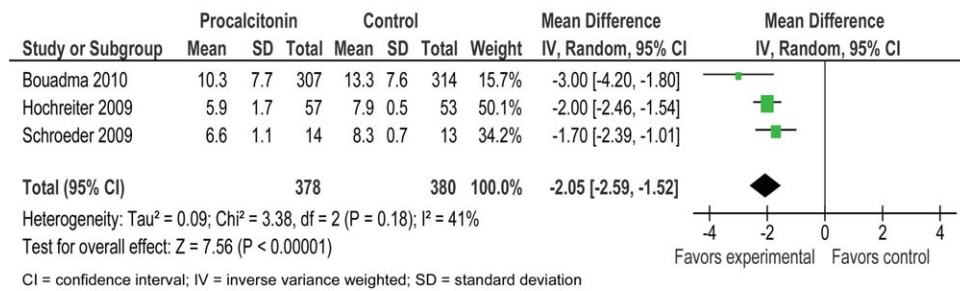 Procalcitonin Control Mean Difference Mean Difference
Study or Subgroup Mean SD Total Mean SD Total Weight IV, Random, 95% CI IV, Random, 95% CI
Bouadma 2010 10.3 7.7 307 13.3 7.6 314 15.7% -3.00 [-4.20, -1.80]
Hochreiter 2009 5.9 1.7 57 7.9 0.5 53 50.1% -2.00 [-2.46, -1.54]
Schroeder 2009 6.6 1.1 14 8.3 0.7 13 34.2% -1.70 [-2.39, -1.01]
Total (95% CI) 378 380 100.0% -2.05 [-2.59, -1.52]
Heterogeneity: Tau² = 0.09; Chi² = 3.38, df = 2 (P = 0.18); I² = 41%
Test for overall effect: Z = 7.56 (P < 0.00001)
-4 -2 0 2 4
Favors experimental Favors control
CI = confidence interval; IV = inverse variance weighted; SD = standard deviation